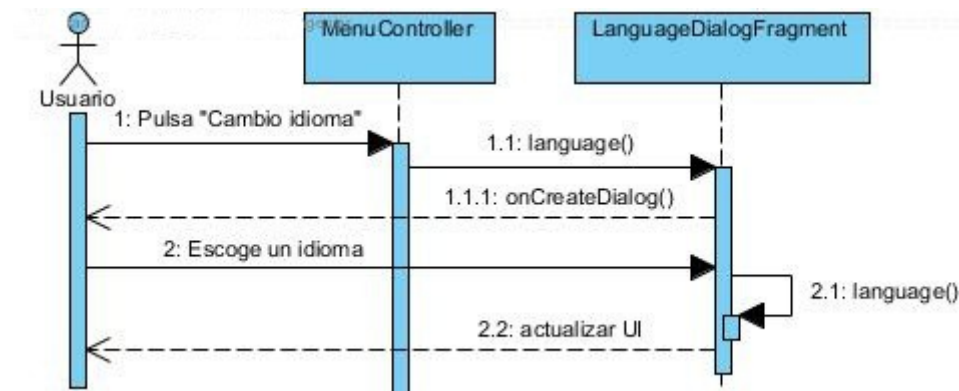 MenuController
LanguageDialogFragment
Usuario
1: Pulsa "Cambio idioma"
1.1: language()
1.1.1: onCreateDialog()
2: Escoge un idioma
2.1: language()
2.2: actualizar UI